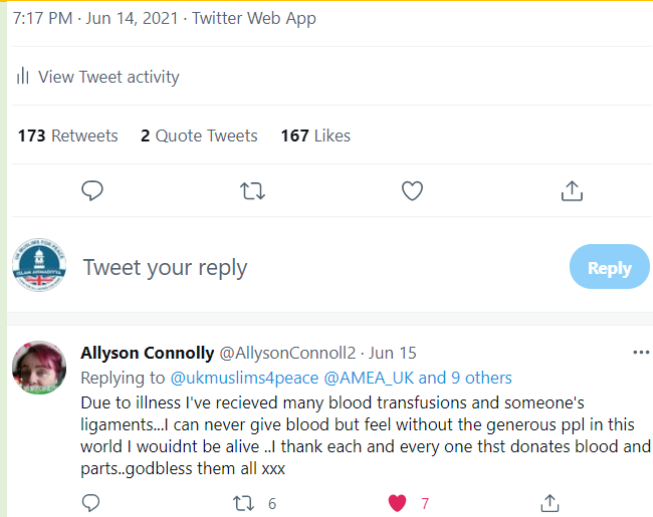 7:17 PM · Jun 14, 2021 · Twitter Web App
View Tweet activity
173 Retweets 2 Quote Tweets 167 Likes
Tweet your reply
Reply
Allyson Connolly @AllysonConnoll2 · Jun 15
Replying to @ukmuslims4peace @AMEA_UK and 9 others
Due to illness I've recieved many blood transfusions and someone's
ligaments...I can never give blood but feel without the generous ppl in this
world I wouidnt be alive ..I thank each and every one thst donates blood and
parts..godbless them all xxx
6 7